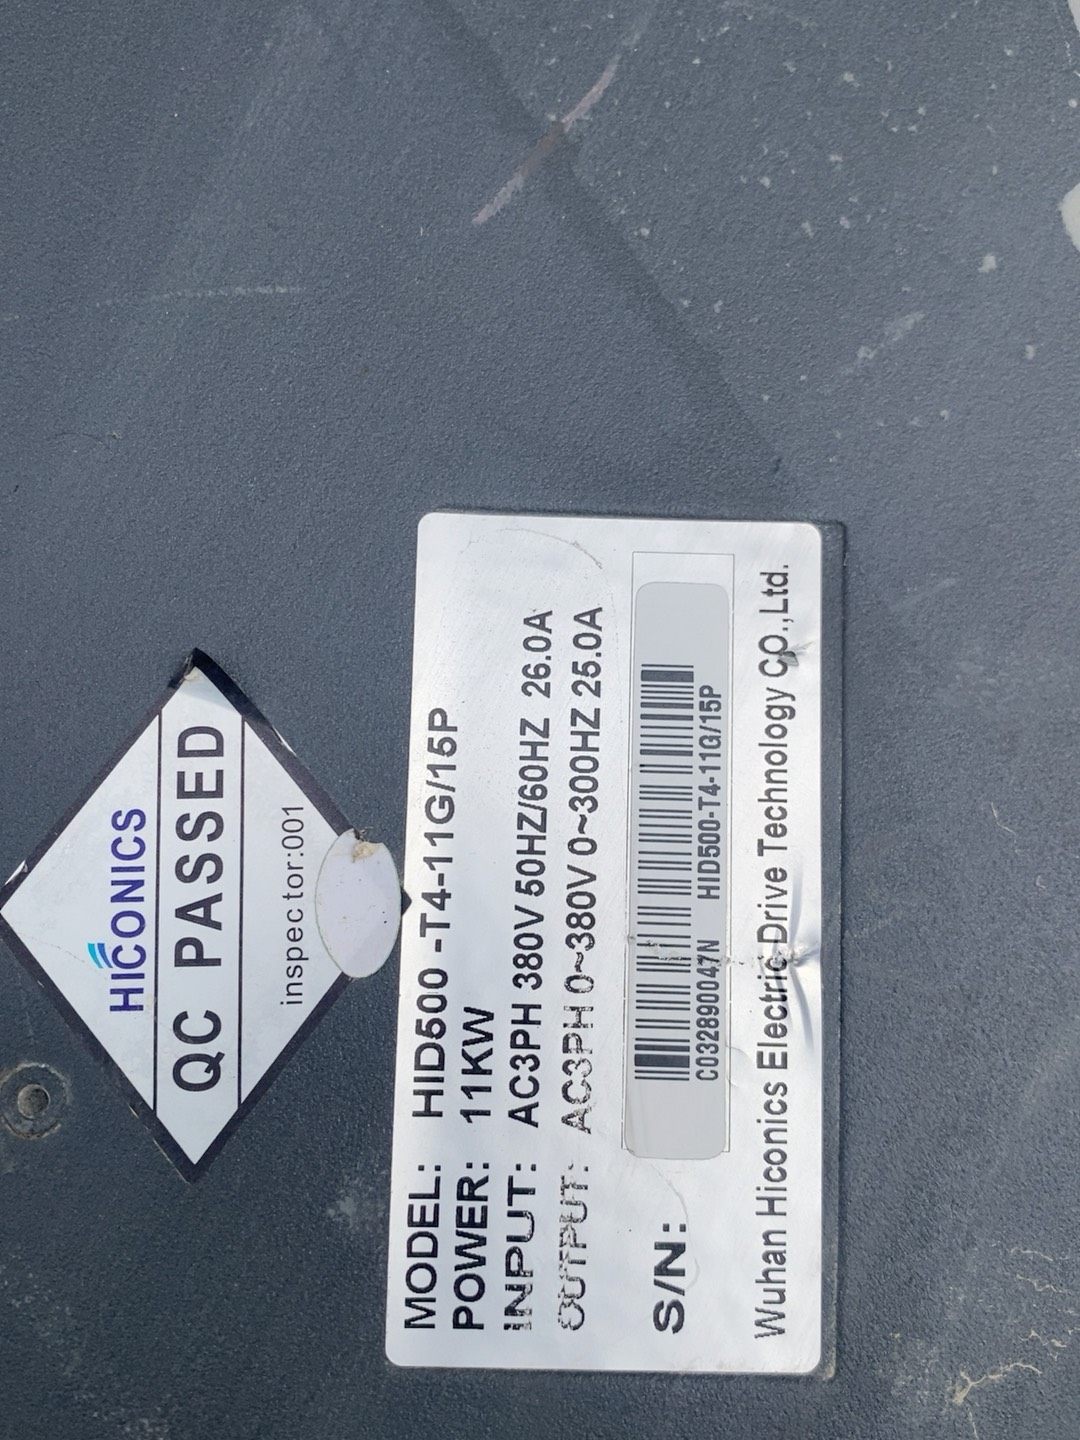 HICONICS
QC PASSED
inspector:001
MODEL: HID500-T4-11G/15P
POWER: 11KW
INPUT: AC3PH 380V 50HZ/60HZ 26.0A
OUTPUT: AC3PH 0~380V 0~300HZ 25.0A
S/N:
C032890047N HID500-T4-11G/15P
Wuhan Hiconics Electric Drive Technology CO.,Ltd.